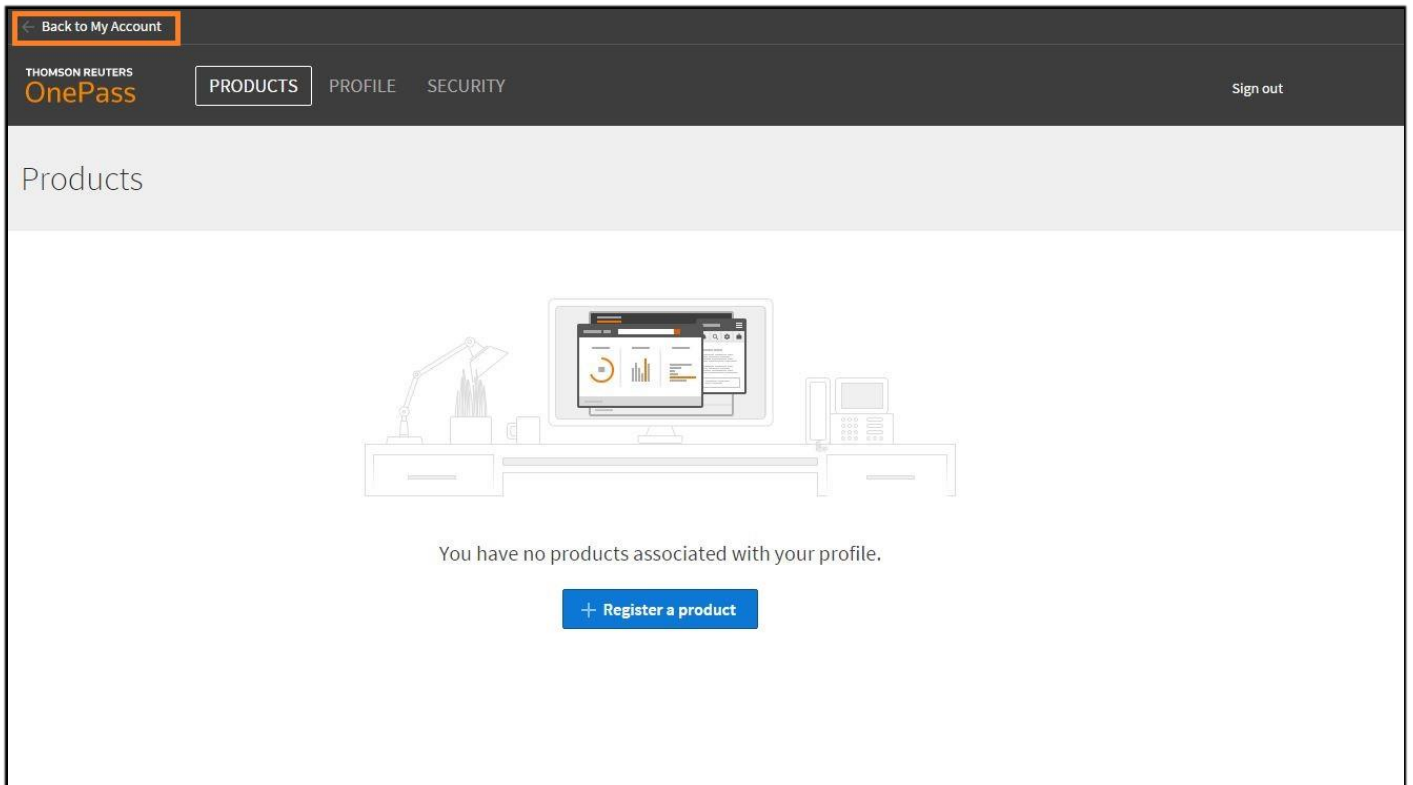 ← Back to My Account
THOMSON REUTERS
OnePass
PRODUCTS PROFILE SECURITY
Sign out
Products
You have no products associated with your profile.
+ Register a product